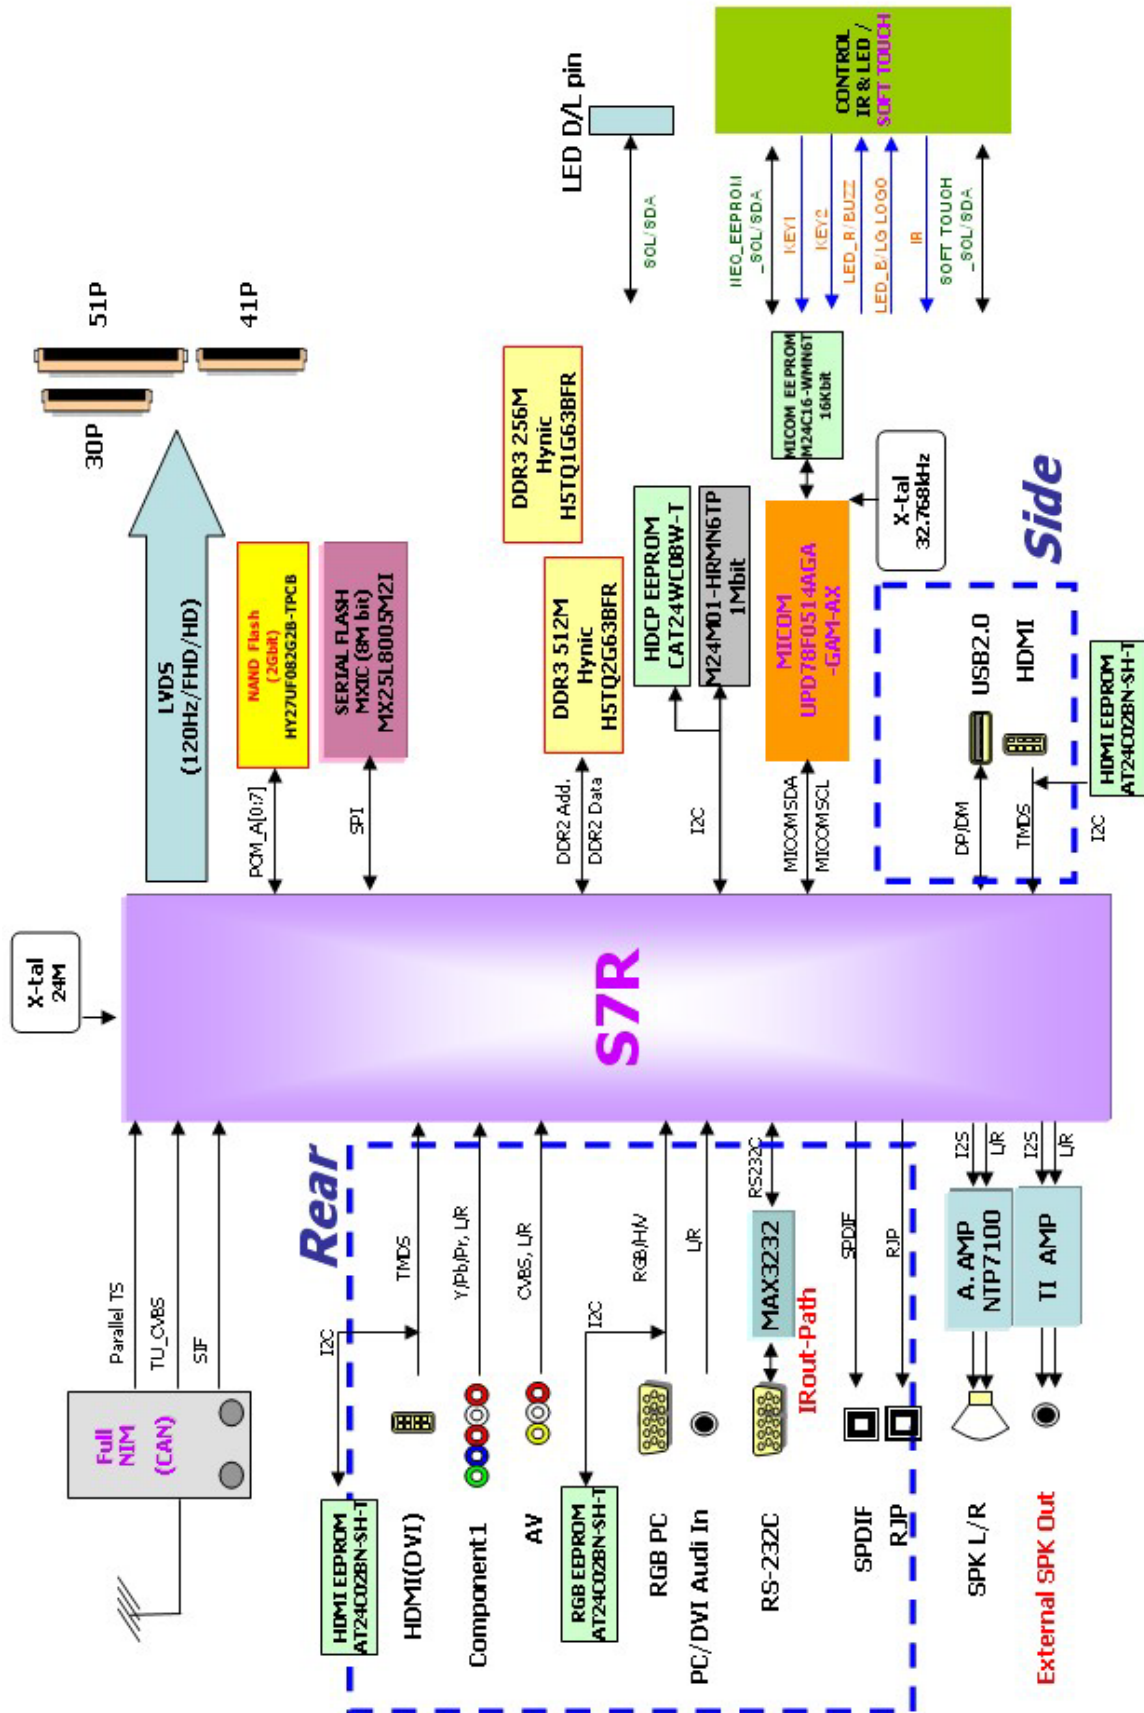 Full
NIM
(CAN)
Parallel TS
TU_CVBS
SIF
X-tal
24M
LVDS
(120Hz/FHD/HD)
30P
51P
41P
Rear
HDMI EEPROM
AT24C02BN-SH-T
I2C
HDMI(DVI)
TMDS
Component1
Y/Pb/Pr, L/R
AV
CVBS, L/R
RGB EEPROM
AT24C02BN-SH-T
I2C
RGB PC
RGB/H/V
PC/DVI Audi In
L/R
RS-232C
MAX3232
RS232C
IRout-Path
SPDIF
SPDIF
RJP
RJP
SPK L/R
A. AMP
NTP7100
I2S
L/R
External SPK Out
TI AMP
I2S
L/R
S7R
PCM_A[0:7]
NAND Flash
(2Gbit)
HY27UF082G2B-TPCB
SPI
SERIAL FLASH
MXIC (8M bit)
MX25L8005M2I
DDR2 Add.
DDR2 Data
DDR3 512M
Hynic
H5TQ2G63BFR
DDR3 256M
Hynic
H5TQ1G63BFR
I2C
HDCP EEPROM
CAT24WC08W-T
M24M01-HRMN6TP
1Mbit
MICOMSDA
MICOMSCL
MICOM
UPD78F0514AGA
-GAM-AX
MICOM EEPROM
M24C16-WMN6T
16Kbit
X-tal
32.768kHz
Side
DP/DM
USB2.0
TMDS
HDMI
I2C
HDMI EEPROM
AT24C02BN-SH-T
LED D/L pin
SOL/SDA
NEO_EEPROM
_SOL/SDA
KEY1
KEY2
LED_R/BUZZ
LED_B/LG LOGO
IR
SOFT TOUCH
_SOL/SDA
CONTROL
IR & LED /
SOFT TOUCH